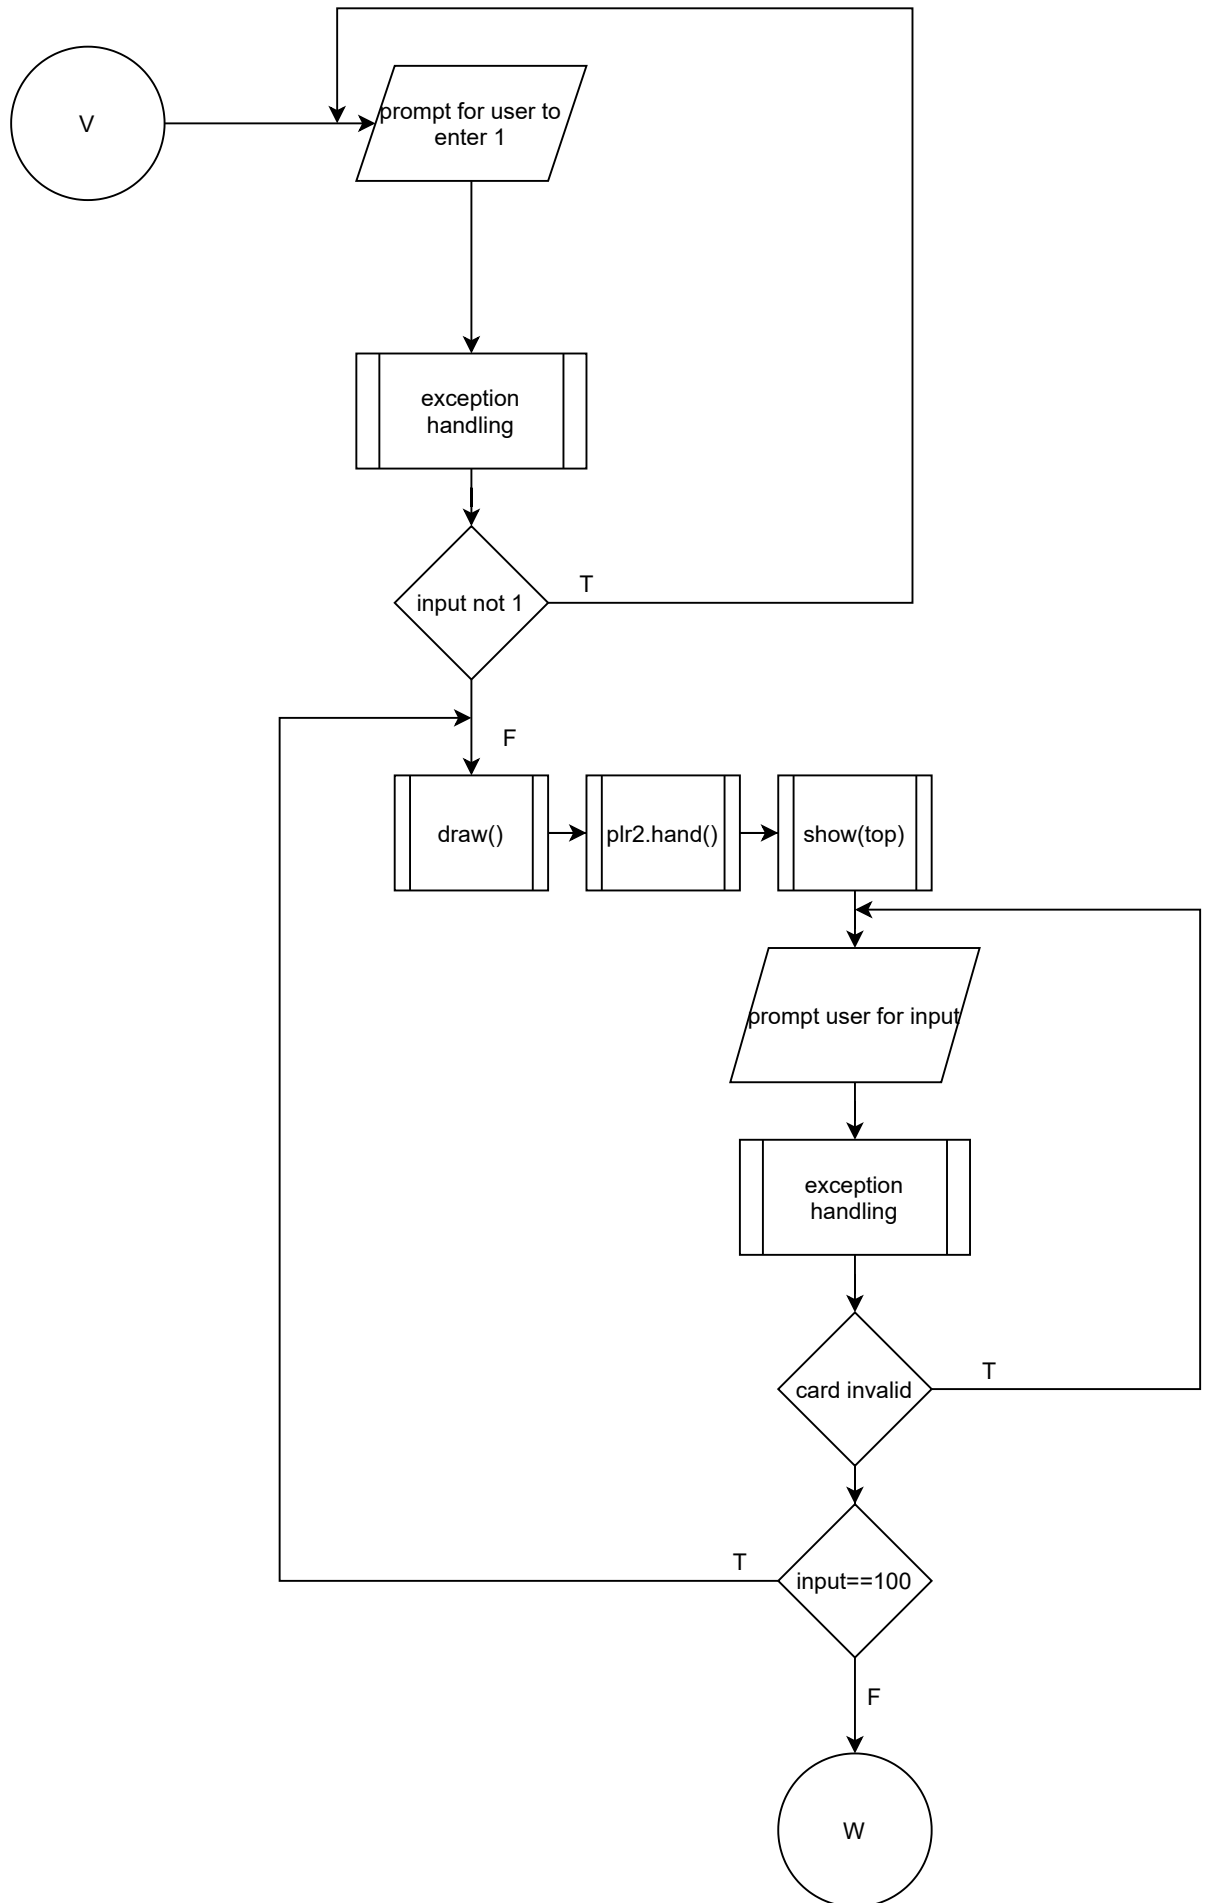 V
prompt for user to
enter 1
exception
handling
input not 1
T
F
draw()
plr2.hand()
show(top)
prompt user for input
exception
handling
card invalid
T
T
input==100
F
W